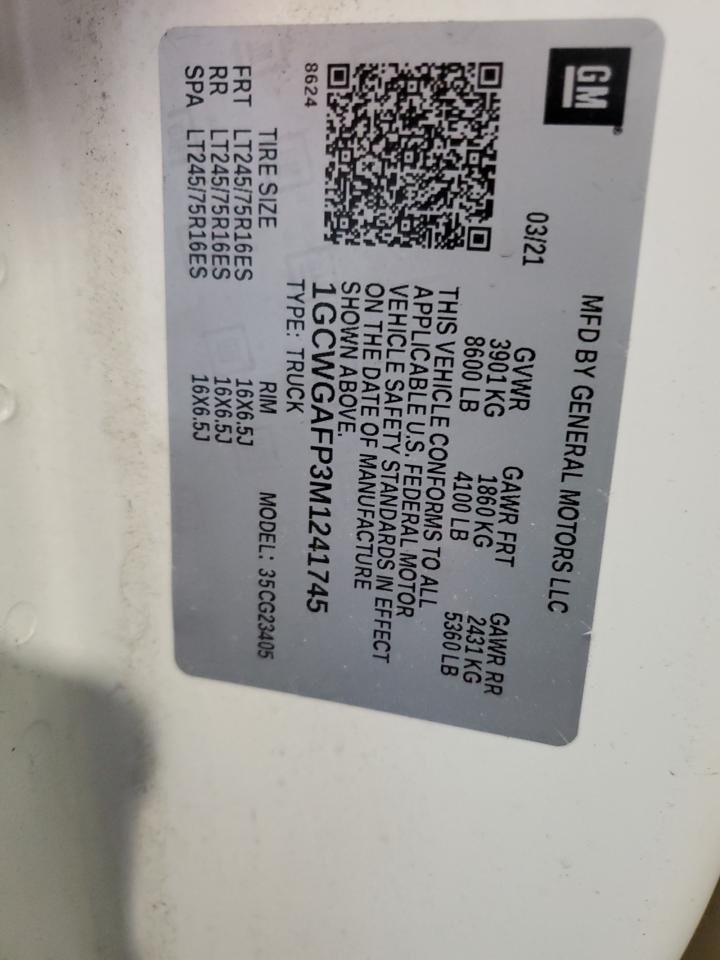 GM
MFD BY GENERAL MOTORS LLC
03/21
GVWR GAWR FRT GAWR RR
3901 KG 1860 KG 2431 KG
8600 LB 4100 LB 5360 LB
THIS VEHICLE CONFORMS TO ALL
APPLICABLE U.S. FEDERAL MOTOR
VEHICLE SAFETY STANDARDS IN EFFECT
ON THE DATE OF MANUFACTURE
SHOWN ABOVE.
1GCWGAFP3M1241745
8624
TYPE: TRUCK
MODEL: 35CG23405
TIRE SIZE RIM
FRT LT245/75R16ES 16X6.5J
RR LT245/75R16ES 16X6.5J
SPA LT245/75R16ES 16X6.5J